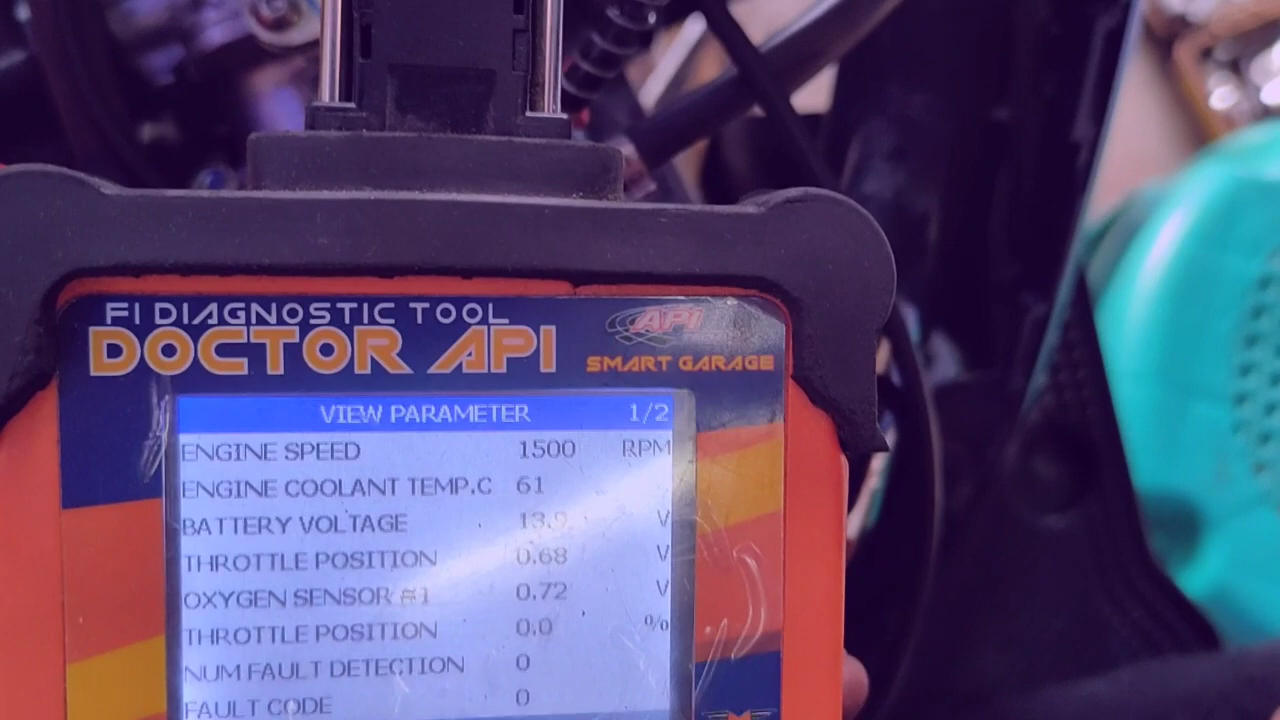 FI DIAGNOSTIC TOOL
DOCTOR API
API
SMART GARAGE
VIEW PARAMETER 1/2
ENGINE SPEED 1500 RPM
ENGINE COOLANT TEMP.C 61
BATTERY VOLTAGE 13.9 V
THROTTLE POSITION 0.68 V
OXYGEN SENSOR #1 0.72 V
THROTTLE POSITION 0.0 %
NUM FAULT DETECTION 0
FAULT CODE 0